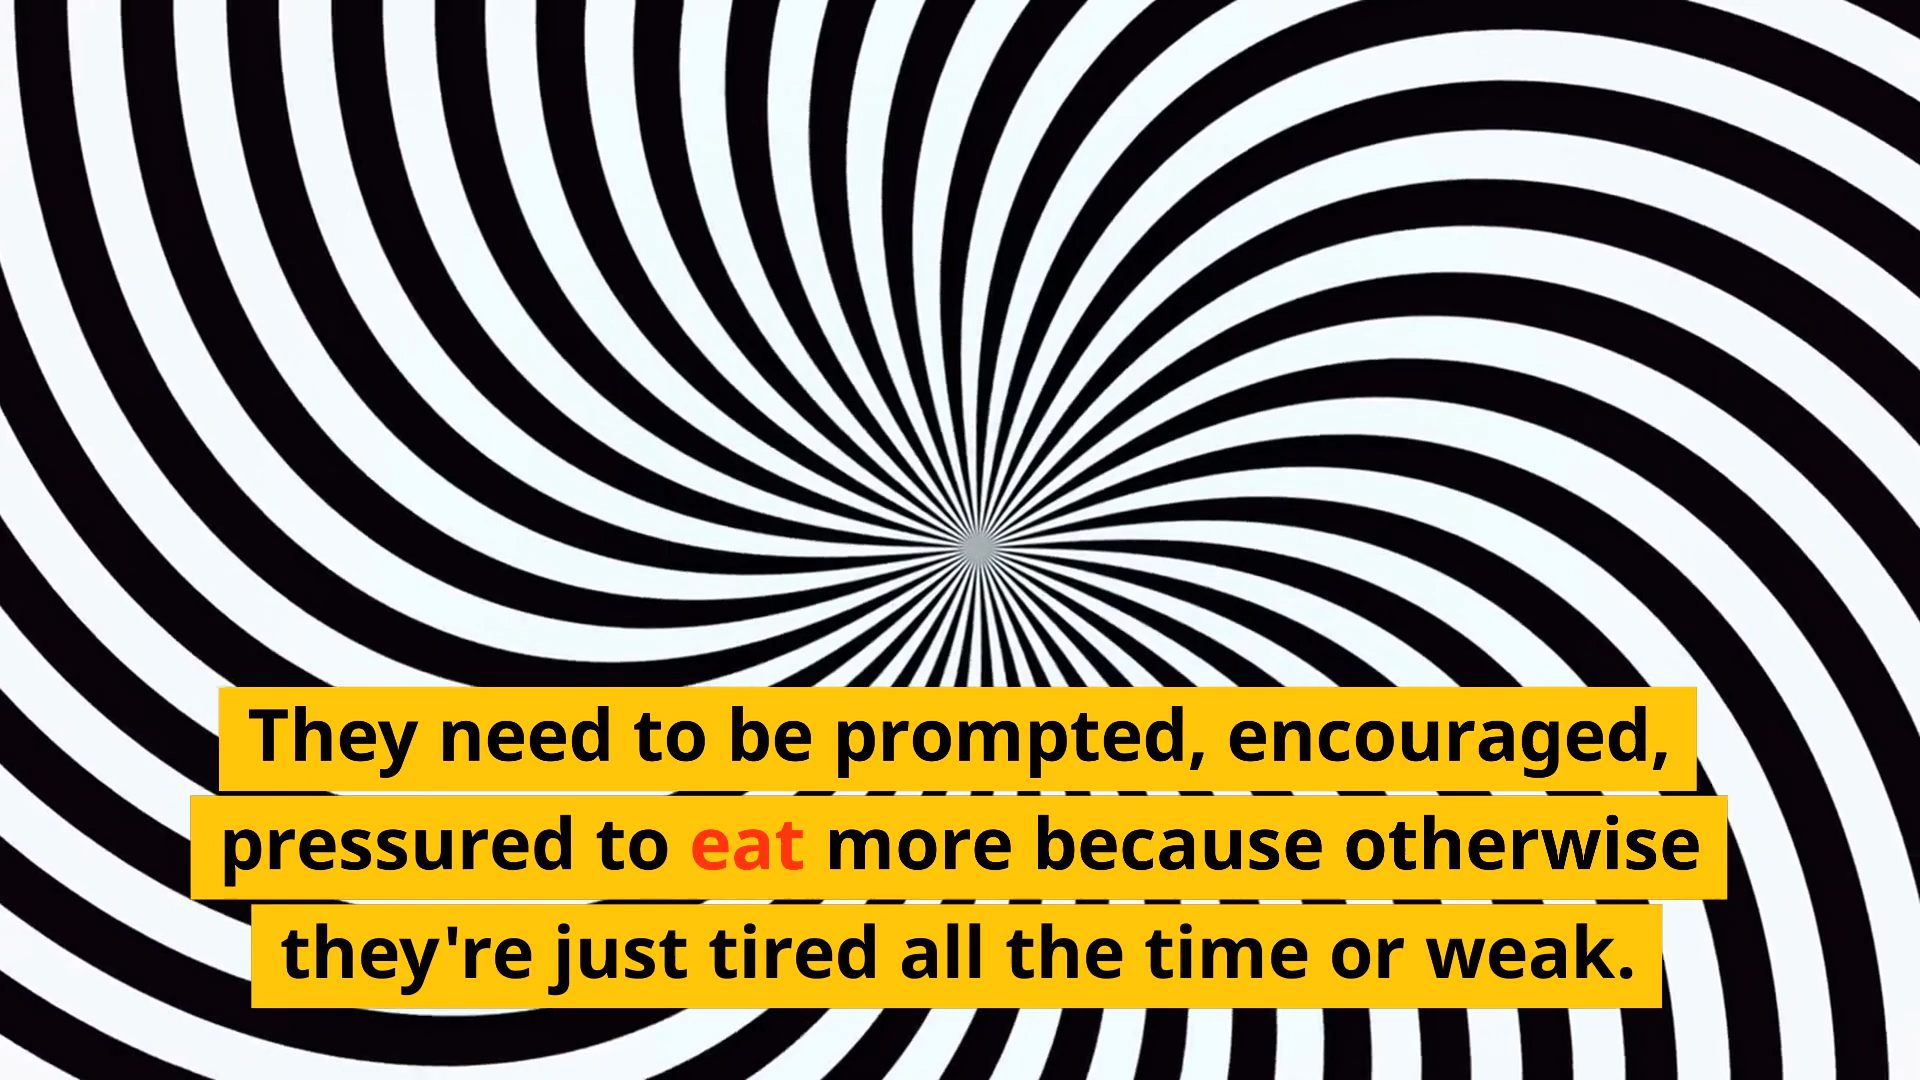 They need to be prompted, encouraged,
pressured to eat more because otherwise
they're just tired all the time or weak.